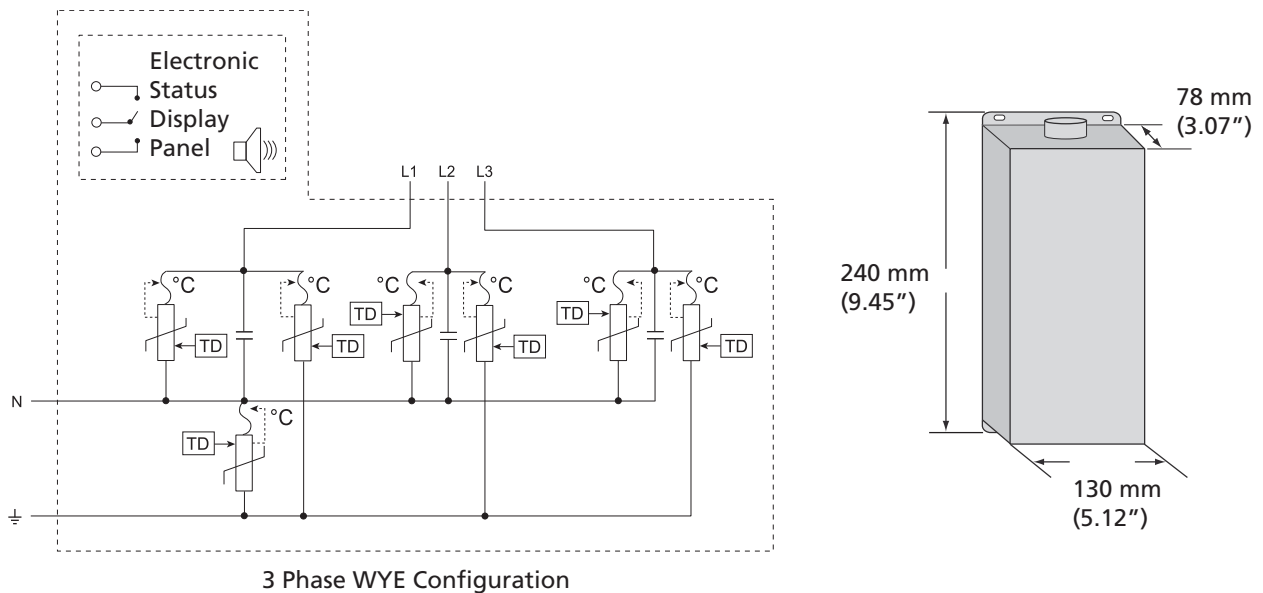 Electronic
Status
Display
Panel
L1 L2 L3
°C °C °C °C °C °C
TD TD
TD TD TD TD
N
°C
TD
3 Phase WYE Configuration
78 mm
(3.07”)
240 mm
(9.45”)
130 mm
(5.12”)